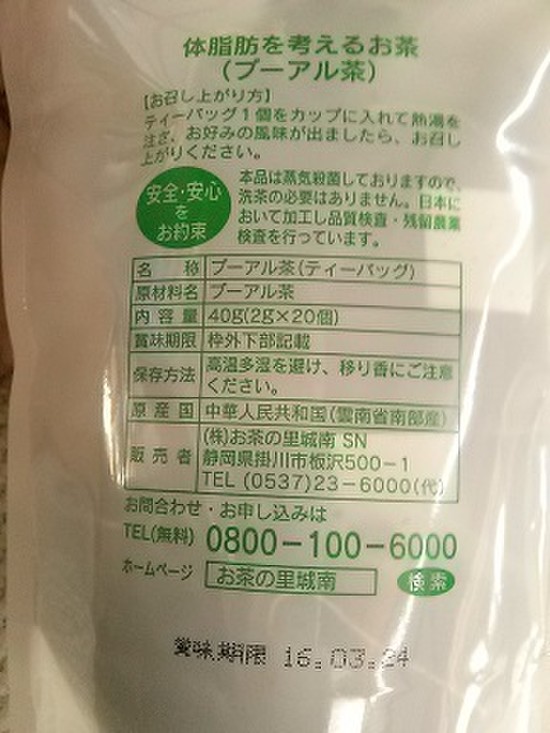 体脂肪を考えるお茶
(プーアル茶)
【お召し上がり方】
ティーバッグ1個をカップに入れて熱湯を
注ぎ、お好みの風味が出ましたら、お召し
上がりください。
安全・安心
を
お約束
本品は蒸気殺菌しておりますので、
洗茶の必要はありません。日本に
おいて加工し品質検査・残留農薬
検査を行っています。
名称 プーアル茶(ティーバッグ)
原材料名 プーアル茶
内容量 40g(2g×20個)
賞味期限 枠外下部記載
保存方法 高温多湿を避け、移り香にご注意
ください。
原産国 中華人民共和国(雲南省南部産)
販売者 (株)お茶の里城南 SN
静岡県掛川市板沢500-1
TEL (0537)23-6000(代)
お問合わせ・お申し込みは
TEL(無料) 0800-100-6000
ホームページ お茶の里城南 検索
賞味期限 16.03.24